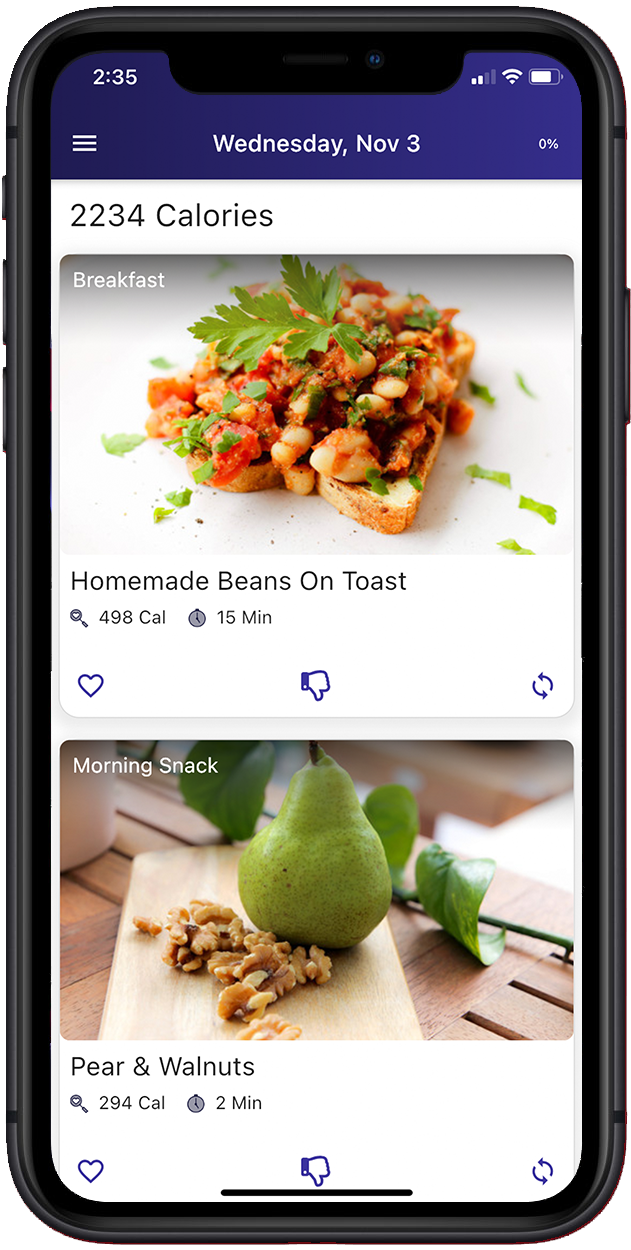 2:35
Wednesday, Nov 3
0%
2234 Calories
Breakfast
Homemade Beans On Toast
498 Cal 15 Min
Morning Snack
Pear & Walnuts
294 Cal 2 Min